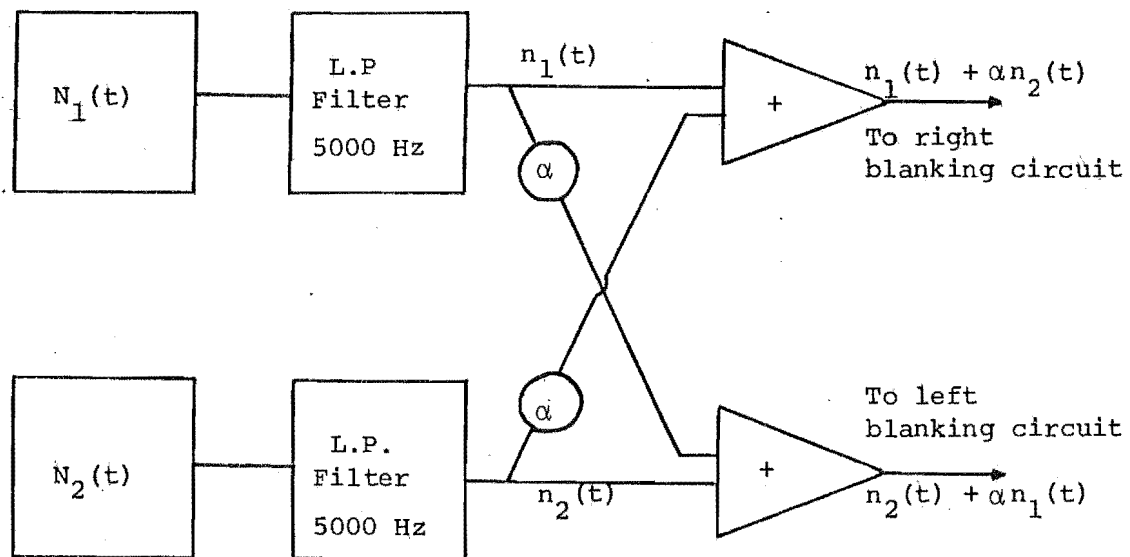 N₁(t)
L.P
Filter
5000 Hz
n₁(t)
α
+
n₁(t) + αn₂(t)
To right
blanking circuit
N₂(t)
L.P.
Filter
5000 Hz
α
n₂(t)
+
To left
blanking circuit
n₂(t) + αn₁(t)